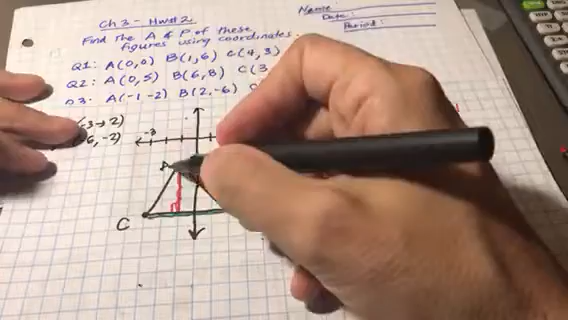 Name:
Date:
Period:
Ch 3 - Hwst 2
Find the A & P of these
figures using coordinates.
Q1: A(0,0) B(1,6) C(4,3)
Q2: A(0,5) B(6,8) C(3
A(-1 -2) B(2,-6)
-3
A
C